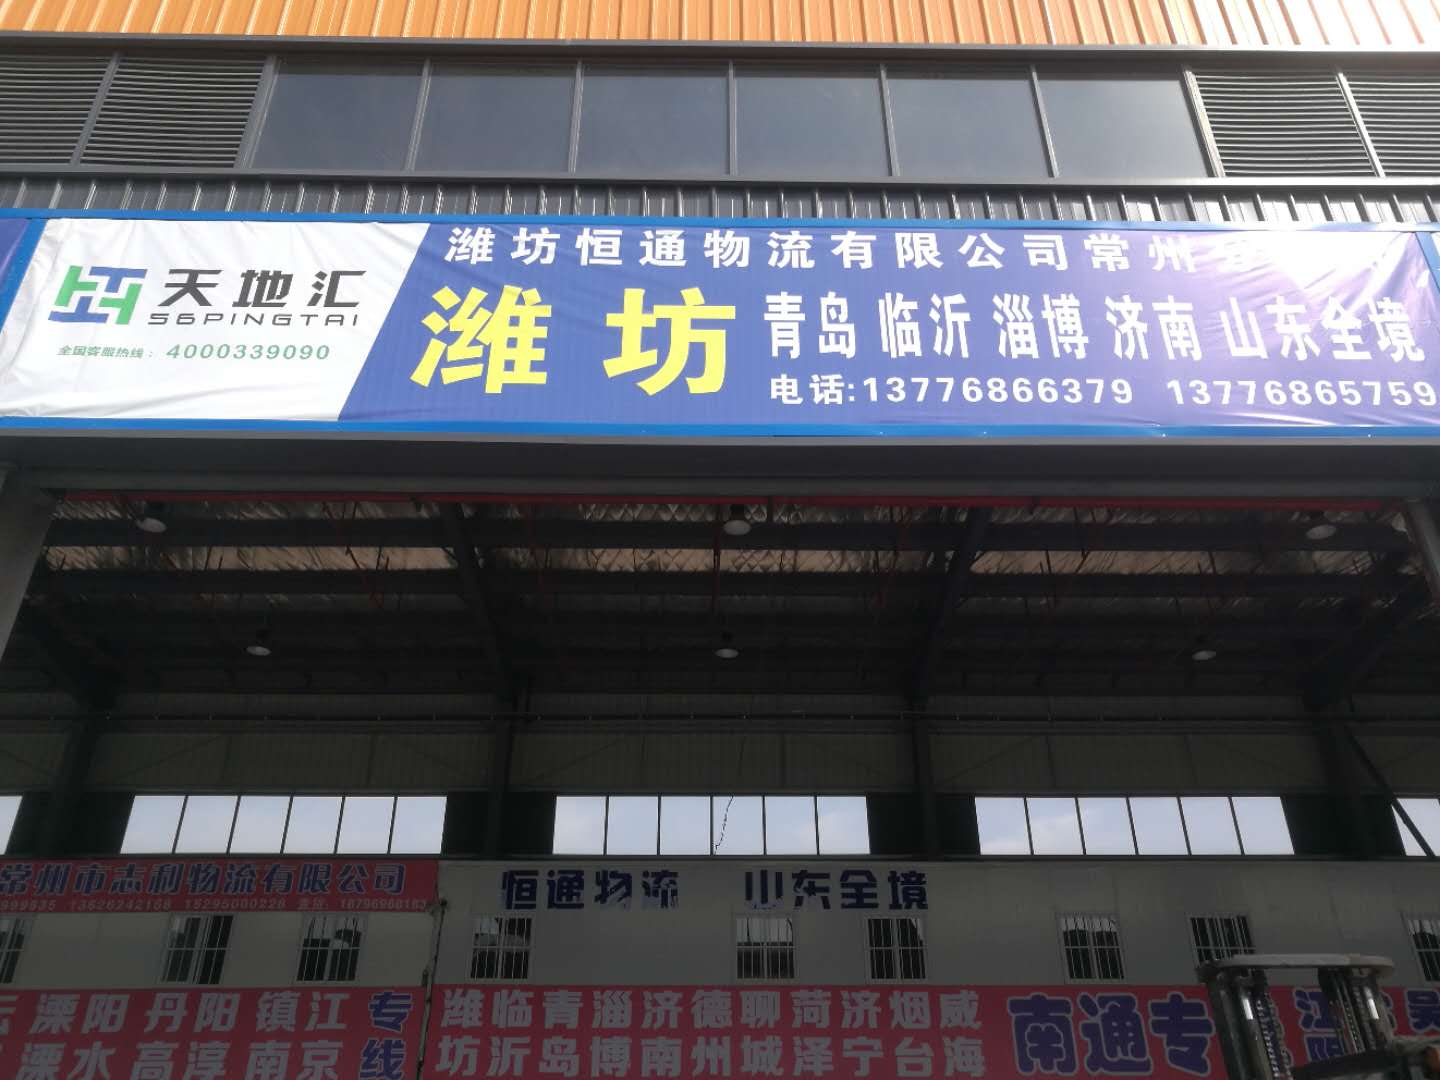 潍坊恒通物流有限公司常州
天地汇
56PINGTAI
全国客服热线：4000339090
潍坊
青岛 临沂 淄博 济南 山东全境
电话:13776866379 13776865759
常州市志利物流有限公司
13626242158 15295000228
恒通物流 山东全境
溧阳 丹阳 镇江
溧水 高淳 南京
专线
潍临青淄济德聊菏济烟威
坊沂岛博南州城泽宁台海
南通专